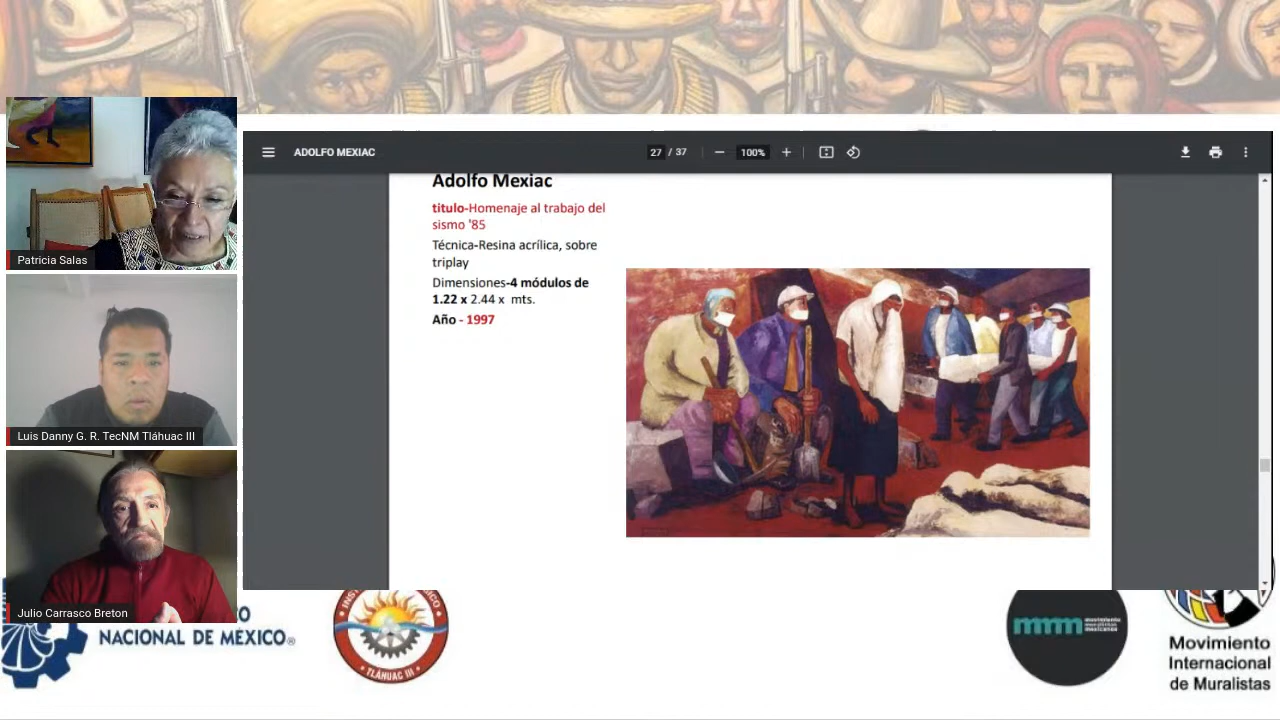 ADOLFO MEXIAC
27 / 37
100%
Adolfo Mexiac
titulo-Homenaje al trabajo del
sismo '85
Técnica-Resina acrílica, sobre
triplay
Dimensiones-4 módulos de
1.22 x 2.44 x mts.
Año - 1997
Patricia Salas
Luis Danny G. R. TecNM Tláhuac III
Julio Carrasco Breton
NACIONAL DE MÉXICO®
TLÁHUAC III
mmm
Movimiento
Internacional
de Muralistas